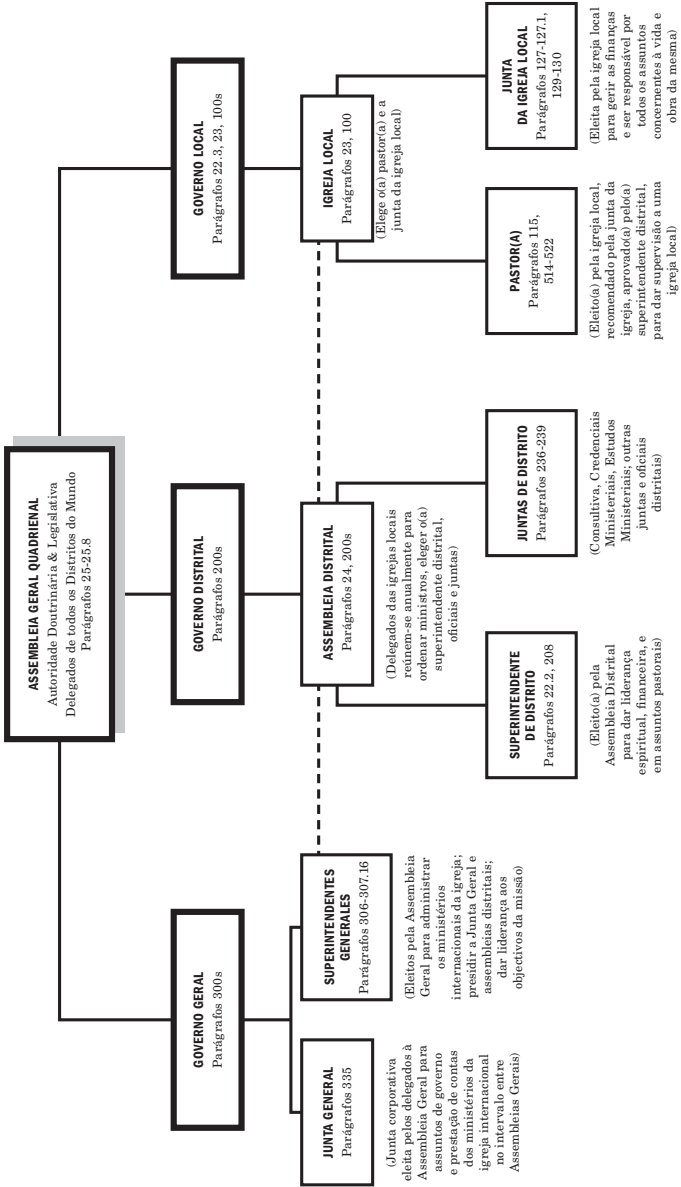 ASSEMBLEIA GERAL QUADRIENAL
Autoridade Doutrinária & Legislativa
Delegados de todos os Distritos do Mundo
Parágrafos 25-25.8
GOVERNO GERAL
Parágrafos 300s
GOVERNO DISTRITAL
Parágrafos 200s
GOVERNO LOCAL
Parágrafos 22.3, 23, 100s
JUNTA GENERAL
Parágrafos 335
(Junta corporativa
eleita pelos delegados à
Assembleia Geral para
assuntos de governo
e prestação de contas
dos ministérios da
igreja internacional
no intervalo entre
Assembleias Gerais)
SUPERINTENDENTES
GENERALES
Parágrafos 306-307.16
(Eleitos pela Assembleia
Geral para administrar
os ministérios
internacionais da igreja;
presidir a Junta Geral e
assembleias distritais;
dar liderança aos
objectivos da missão)
ASSEMBLEIA DISTRITAL
Parágrafos 24, 200s
(Delegados das igrejas locais
reúnem-se anualmente para
ordenar ministros, eleger o(a)
superintendente distrital,
oficiais e juntas)
IGREJA LOCAL
Parágrafos 23, 100
(Elege o(a) pastor(a) e a
junta da igreja local)
SUPERINTENDENTE
DE DISTRITO
Parágrafos 22.2, 208
(Eleito(a) pela
Assembleia Distrital
para dar liderança
espiritual, financeira, e
em assuntos pastorais)
JUNTAS DE DISTRITO
Parágrafos 236-239
(Consultiva, Credenciais
Ministeriais, Estudos
Ministeriais; outras
juntas e oficiais
distritais)
PASTOR(A)
Parágrafos 115,
514-522
(Eleito(a) pela igreja local,
recomendado pela junta da
igreja, aprovado(a) pelo(a)
superintendente distrital,
para dar supervisão a uma
igreja local)
JUNTA
DA IGREJA LOCAL
Parágrafos 127-127.1,
129-130
(Eleita pela igreja local
para gerir as finanças
e ser responsável por
todos os assuntos
concernentes à vida e
obra da mesma)